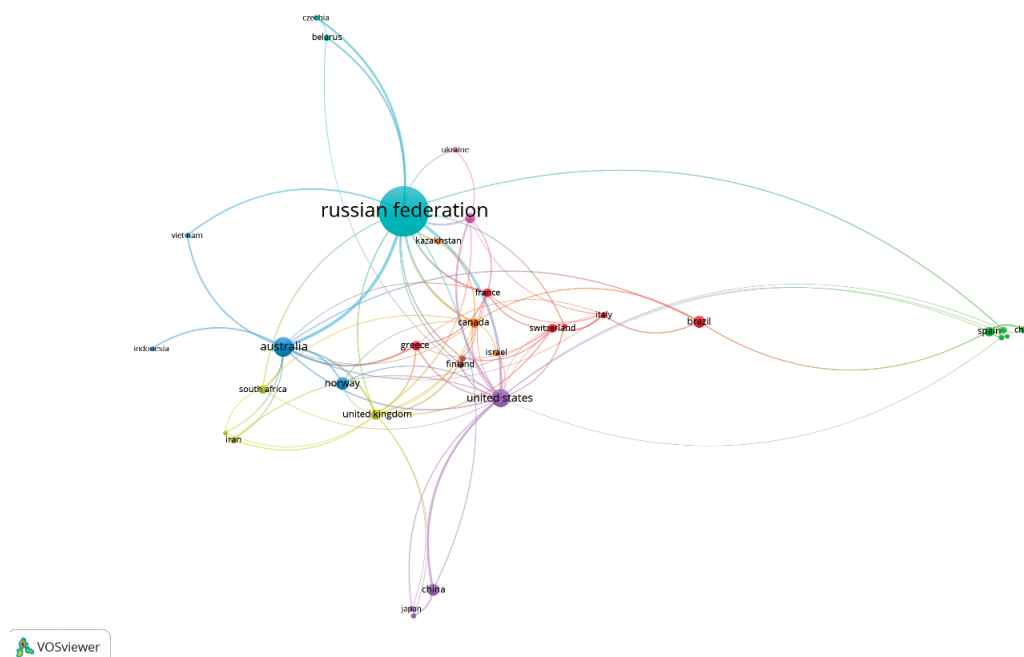 czechia
belarus
ukraine
russian federation
vietnam
kazakhstan
france
italy
canada
switzerland
brazil
spain
greece
australia
indonesia
israel
finland
norway
south africa
united states
united kingdom
iran
china
japan
VOSviewer